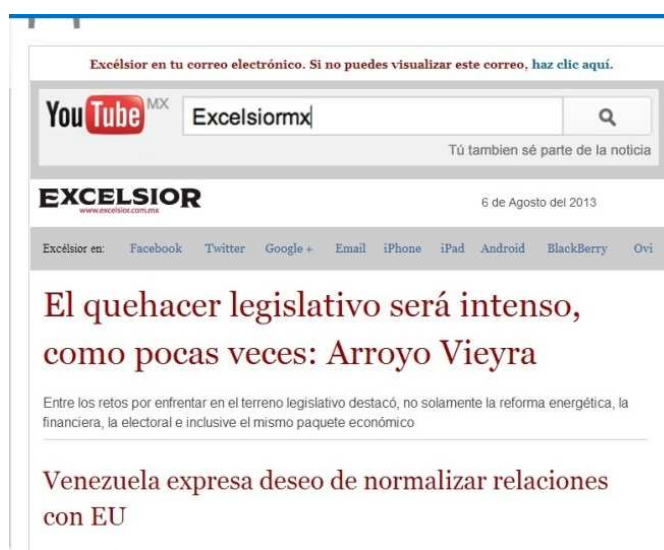 Excélsior en tu correo electrónico. Si no puedes visualizar este correo, haz clic aquí.
YouTube MX Excelsiormx
Tú tambien sé parte de la noticia
EXCELSIOR
www.excelsior.com.mx
6 de Agosto del 2013
Excélsior en: Facebook Twitter Google + Email iPhone iPad Android BlackBerry Ovi
El quehacer legislativo será intenso,
como pocas veces: Arroyo Vieyra
Entre los retos por enfrentar en el terreno legislativo destacó, no solamente la reforma energética, la
financiera, la electoral e inclusive el mismo paquete económico
Venezuela expresa deseo de normalizar relaciones
con EU